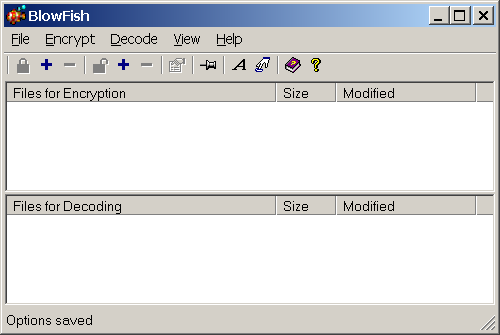 BlowFish
File Encrypt Decode View Help
Files for Encryption Size Modified
Files for Decoding Size Modified
Options saved